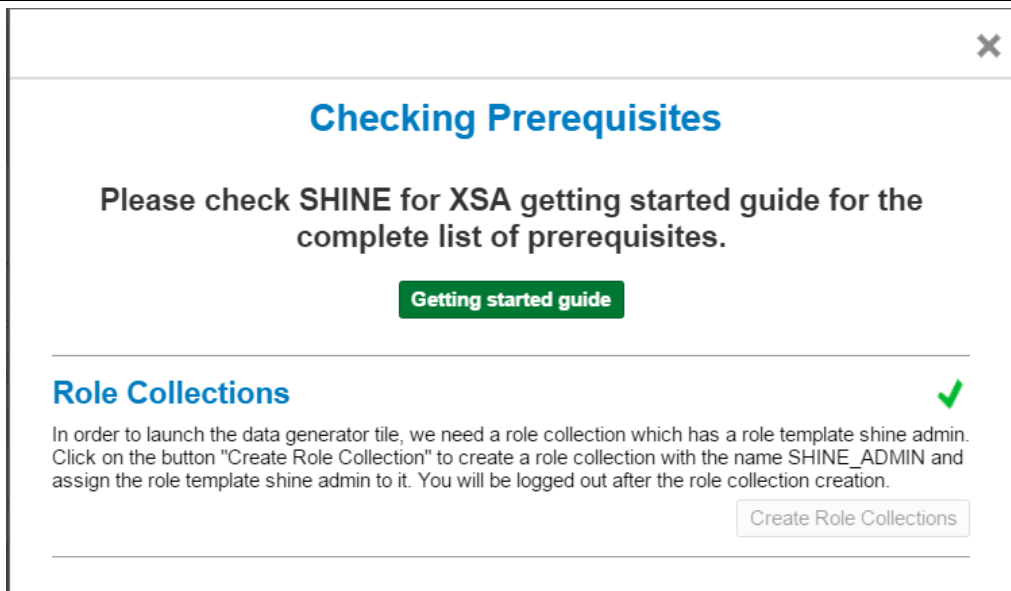 Checking Prerequisites
Please check SHINE for XSA getting started guide for the
complete list of prerequisites.
Getting started guide
Role Collections
In order to launch the data generator tile, we need a role collection which has a role template shine admin.
Click on the button "Create Role Collection" to create a role collection with the name SHINE_ADMIN and
assign the role template shine admin to it. You will be logged out after the role collection creation.
Create Role Collections